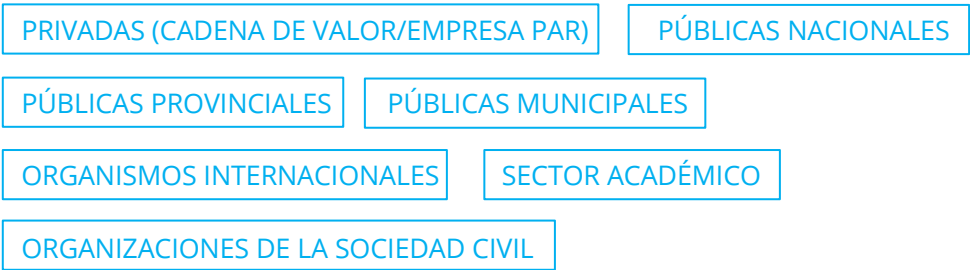 PRIVADAS (CADENA DE VALOR/EMPRESA PAR) PÚBLICAS NACIONALES
PÚBLICAS PROVINCIALES PÚBLICAS MUNICIPALES
ORGANISMOS INTERNACIONALES SECTOR ACADÉMICO
ORGANIZACIONES DE LA SOCIEDAD CIVIL